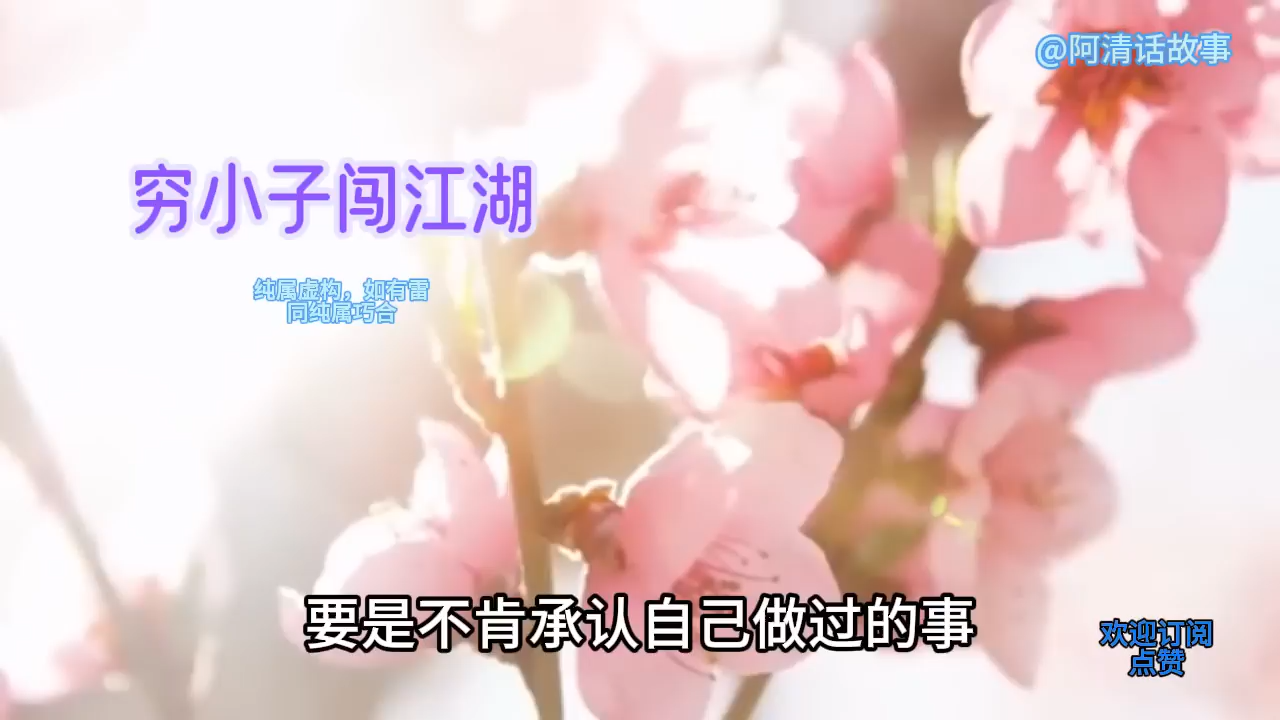 @阿清话故事
穷小子闯江湖
纯属虚构，如有雷
同纯属巧合
要是不肯承认自己做过的事
欢迎订阅
点赞